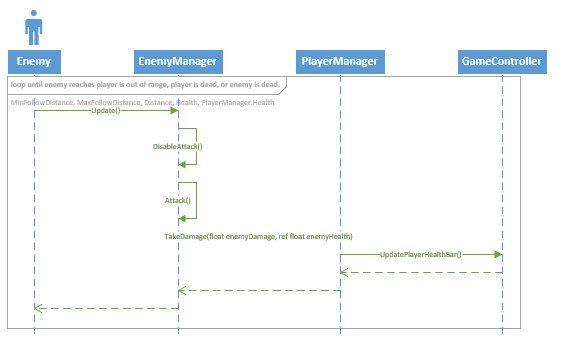 Enemy
EnemyManager
PlayerManager
GameController
loop until enemy reaches player is out of range, player is dead, or enemy is dead.
MinFollowDistance, MaxFollowDistance, Distance, Health, PlayerManager.Health
Update()
DisableAttack()
Attack()
TakeDamage(float enemyDamage, ref float enemyHealth)
UpdatePlayerHealthBar()